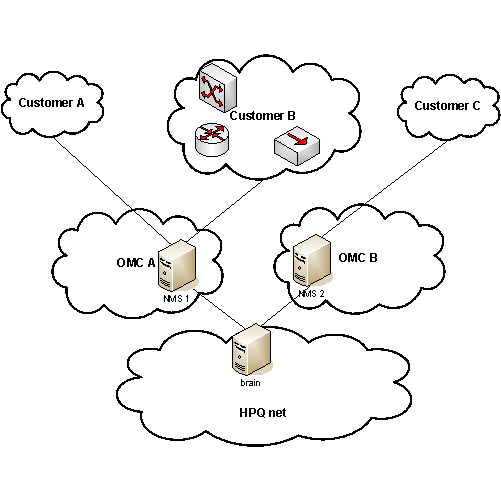 Customer A
Customer B
Customer C
OMC A
NMS 1
OMC B
NMS 2
brain
HPQ net